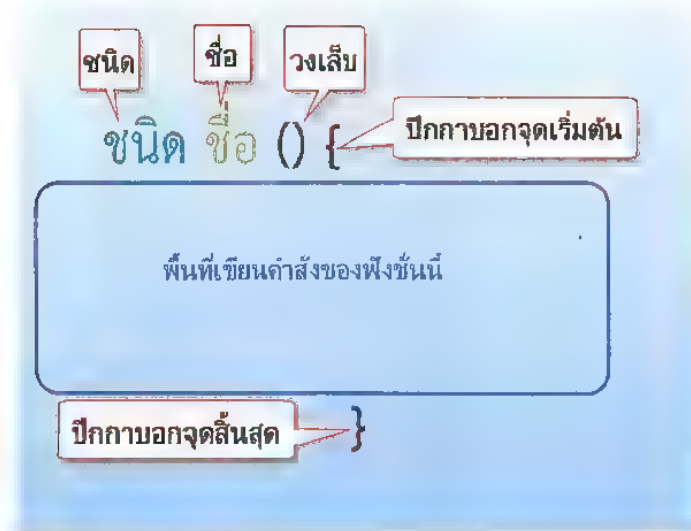 ชนิด ชื่อ วงเล็บ
ชนิด ชื่อ () {
ปีกกาบอกจุดเริ่มต้น
พื้นที่เขียนคำสั่งของฟังชั่นนี้
ปีกกาบอกจุดสิ้นสุด }